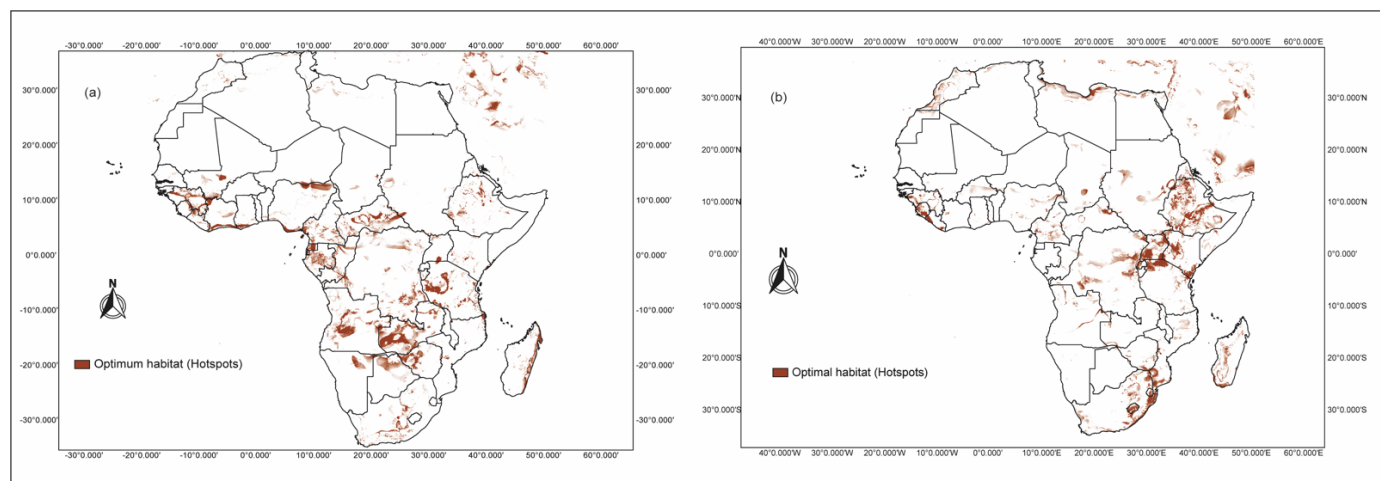 -30°0.000' -20°0.000' -10°0.000' 0°0.000' 10°0.000' 20°0.000' 30°0.000' 40°0.000' 50°0.000' 60°0.000'
30°0.000' 30°0.000'
20°0.000' 20°0.000'
10°0.000' 10°0.000'
0°0.000' 0°0.000'
-10°0.000' -10°0.000'
-20°0.000' -20°0.000'
-30°0.000' -30°0.000'
(a)
N
Optimum habitat (Hotspots)
-30°0.000' -20°0.000' -10°0.000' 0°0.000' 10°0.000' 20°0.000' 30°0.000' 40°0.000' 50°0.000' 60°0.000'
40°0.000'W 30°0.000'W 20°0.000'W 10°0.000'W 0°0.000' 10°0.000'E 20°0.000'E 30°0.000'E 40°0.000'E 50°0.000'E 60°0.000'E
30°0.000'N 30°0.000'N
20°0.000'N 20°0.000'N
10°0.000'N 10°0.000'N
0°0.000' 0°0.000'
10°0.000'S 10°0.000'S
20°0.000'S 20°0.000'S
30°0.000'S 30°0.000'S
(b)
N
Optimal habitat (Hotspots)
40°0.000'W 30°0.000'W 20°0.000'W 10°0.000'W 0°0.000' 10°0.000'E 20°0.000'E 30°0.000'E 40°0.000'E 50°0.000'E 60°0.000'E